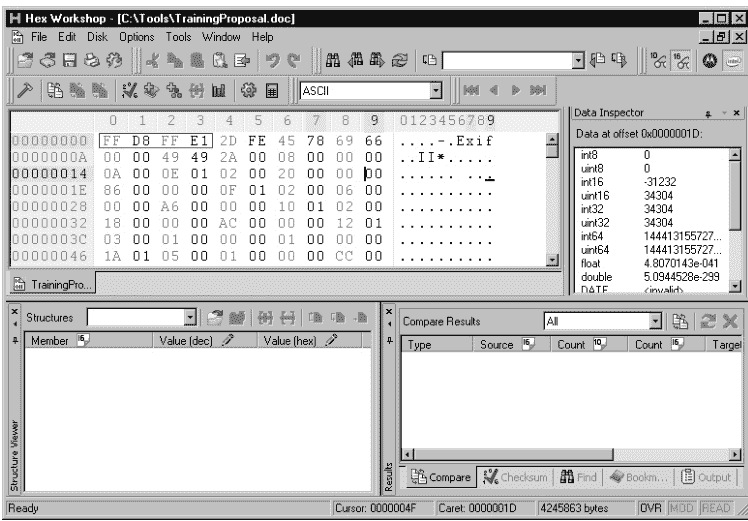 Hex Workshop - [C:\Tools\TrainingProposal.doc]
File Edit Disk Options Tools Window Help
ASCII
0 1 2 3 4 5 6 7 8 9 0123456789
00000000 FF D8 FF E1 2D FE 45 78 69 66 ....-.Exif
0000000A 00 00 49 49 2A 00 08 00 00 00 ..II*.....
00000014 0A 00 0E 01 02 00 20 00 00 00 ...... ...
0000001E 86 00 00 00 0F 01 02 00 06 00 ..........
00000028 00 00 A6 00 00 00 10 01 02 00 ..........
00000032 18 00 00 00 AC 00 00 00 12 01 ..........
0000003C 03 00 01 00 00 00 01 00 00 00 ..........
00000046 1A 01 05 00 01 00 00 00 CC 00 ..........
TrainingPro...
Data Inspector
Data at offset 0x0000001D:
int8 0
uint8 0
int16 -31232
uint16 34304
int32 34304
uint32 34304
int64 144413155727...
uint64 144413155727...
float 4.8070143e-041
double 5.0944528e-299
DATE <invalid>
Structures
Member 16 Value (dec) Value (hex)
Structure Viewer
Compare Results All
Type Source 16 Count 10 Count 16 Target
Compare Checksum Find Bookm... Output
Results
Ready Cursor: 0000004F Caret: 0000001D 4245863 bytes OVR MOD READ